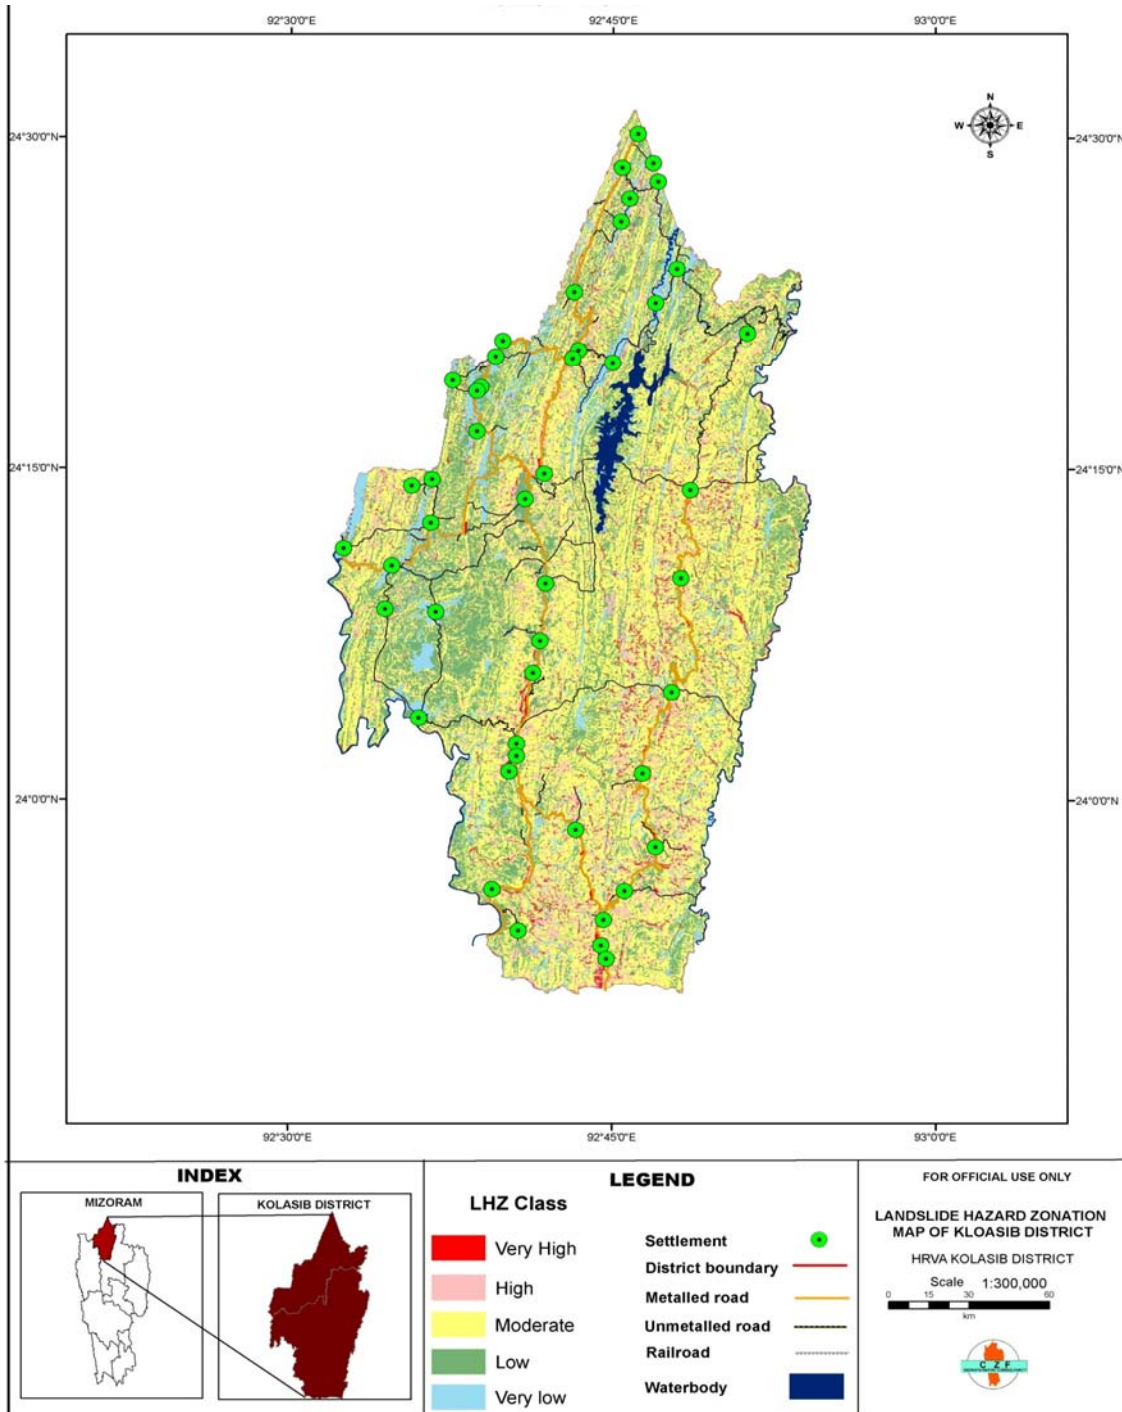 92°30'0"E
92°45'0"E
93°0'0"E
24°30'0"N
24°30'0"N
N
W
E
S
24°15'0"N
24°15'0"N
24°0'0"N
24°0'0"N
92°30'0"E
92°45'0"E
93°0'0"E
INDEX
MIZORAM
KOLASIB DISTRICT
LEGEND
LHZ Class
Very High
High
Moderate
Low
Very low
Settlement
District boundary
Metalled road
Unmetalled road
Railroad
Waterbody
FOR OFFICIAL USE ONLY
LANDSLIDE HAZARD ZONATION
MAP OF KLOASIB DISTRICT
HRVA KOLASIB DISTRICT
Scale 1:300,000
0 15 30 60
km
C Z F